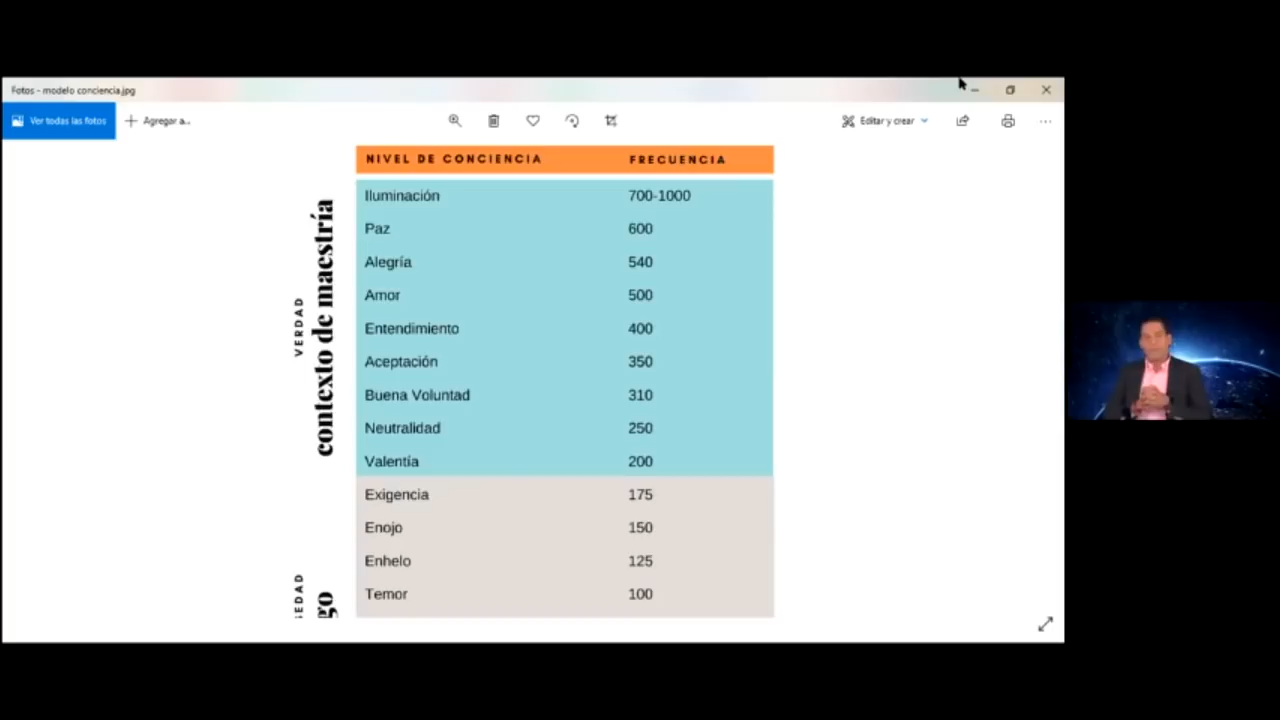 Fotos - modelo conciencia.jpg
Ver todas las fotos
Agregar a...
Editar y crear
NIVEL DE CONCIENCIA FRECUENCIA
Iluminación 700-1000
Paz 600
Alegría 540
Amor 500
Entendimiento 400
Aceptación 350
Buena Voluntad 310
Neutralidad 250
Valentía 200
Exigencia 175
Enojo 150
Enhelo 125
Temor 100
VERDAD
contexto de maestría